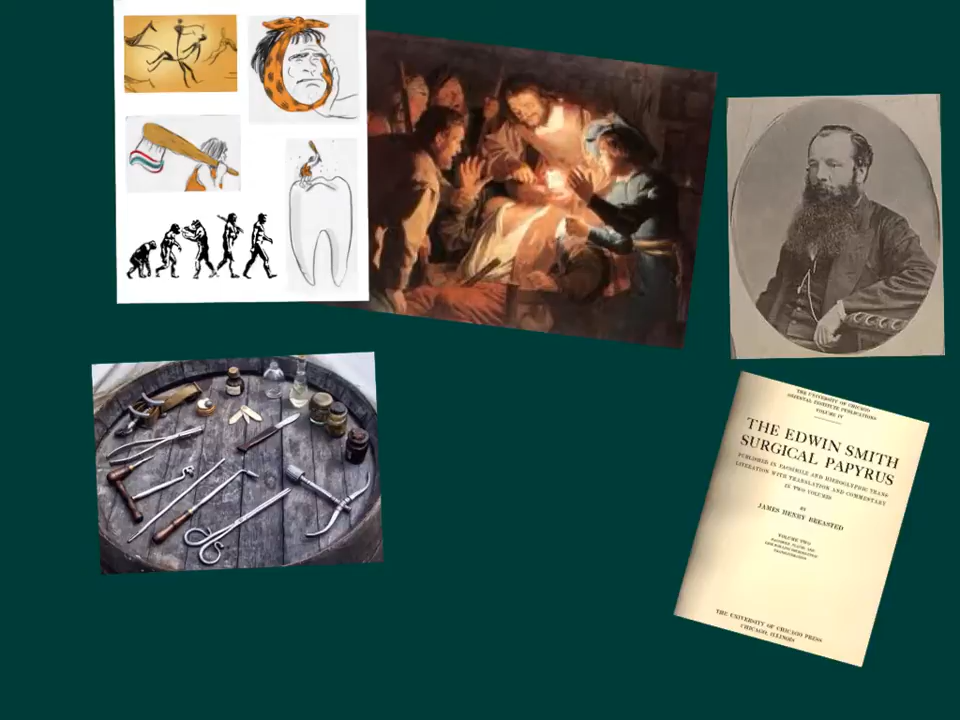 THE UNIVERSITY OF CHICAGO
ORIENTAL INSTITUTE PUBLICATIONS
VOLUME IV
THE EDWIN SMITH
SURGICAL PAPYRUS
PUBLISHED IN FACSIMILE AND HIEROGLYPHIC TRANS
LITERATION WITH TRANSLATION AND COMMENTARY
IN TWO VOLUMES
BY
JAMES HENRY BREASTED
VOLUME TWO
THE UNIVERSITY OF CHICAGO PRESS
CHICAGO, ILLINOIS